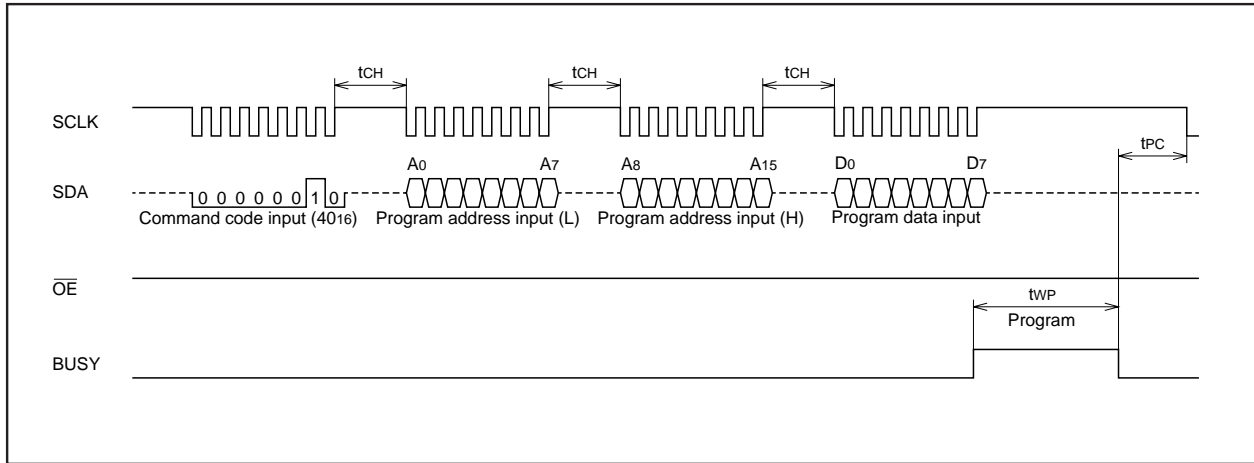 tCH tCH tCH
SCLK
tPC
A0 A7 A8 A15 D0 D7
SDA
0 0 0 0 0 0 1 0
Command code input (4016) Program address input (L) Program address input (H) Program data input
OE
tWP
Program
BUSY